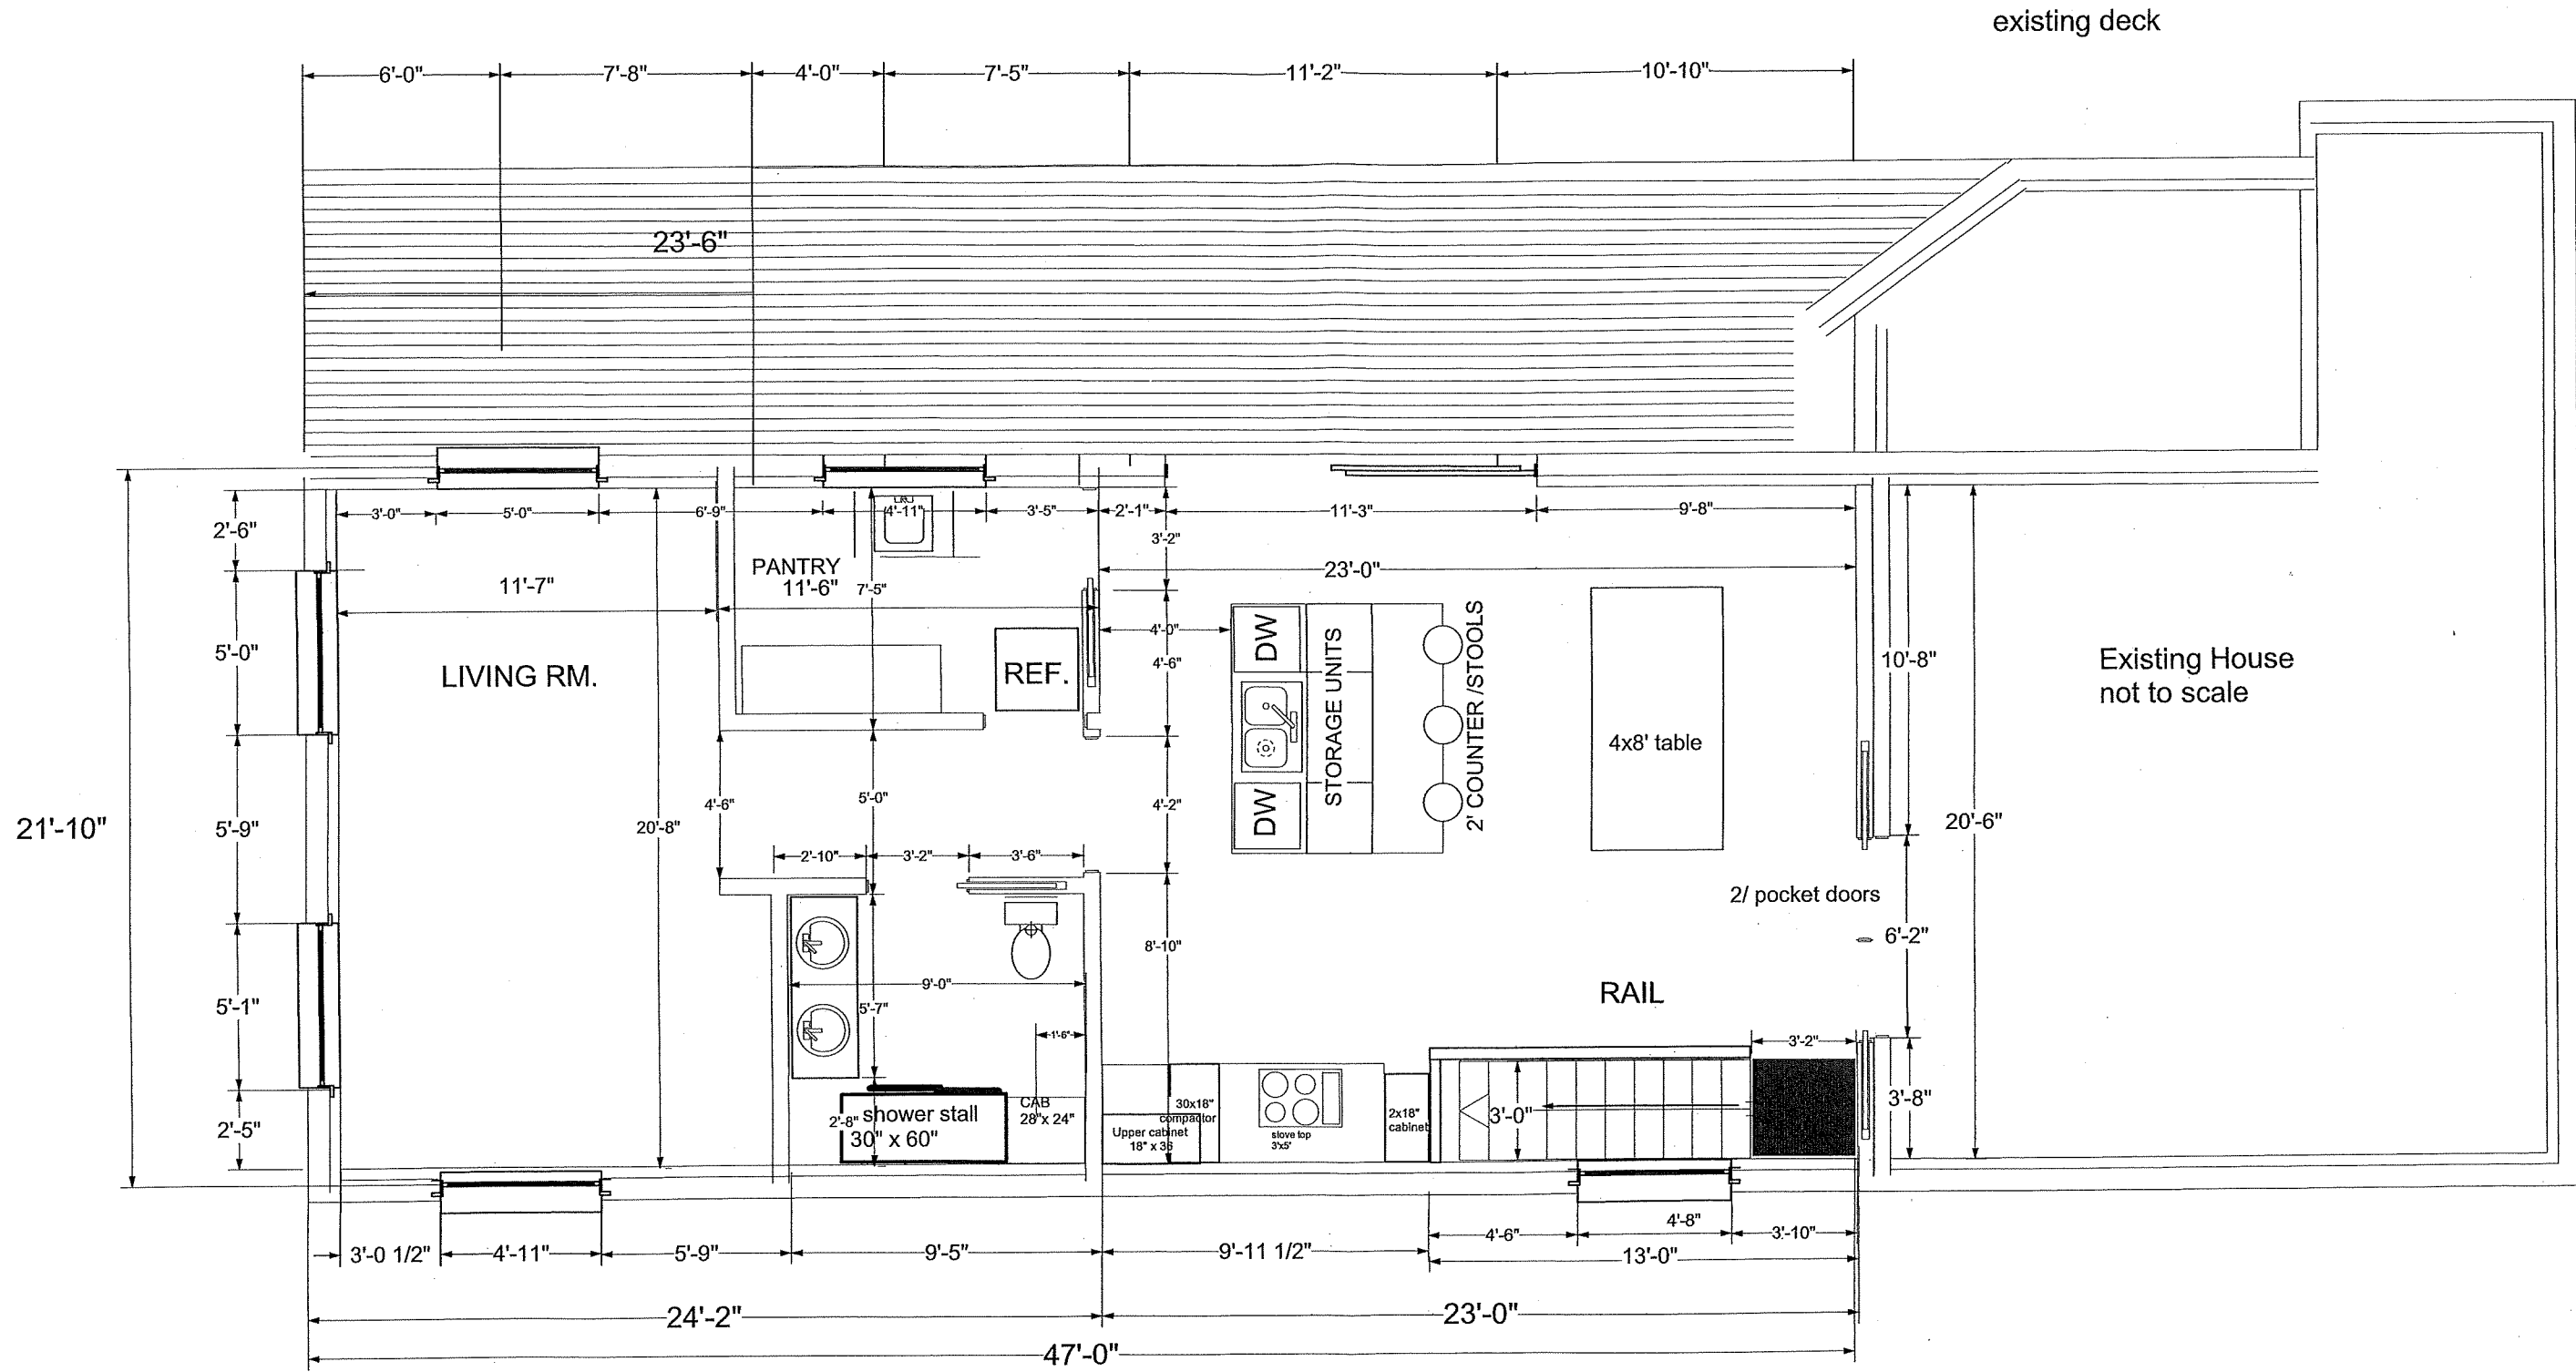 existing deck
6'-0" 7'-8" 4'-0" 7'-5" 11'-2" 10'-10"
23'-6"
3'-0" 5'-0" 6'-9" 4'-11" 3'-5" 2'-1" 11'-3" 9'-8"
2'-6"
3'-2"
PANTRY
11'-6"
11'-7"
7'-5"
23'-0"
4'-0"
5'-0"
LIVING RM.
REF.
4'-6"
DW
STORAGE UNITS
2' COUNTER /STOOLS
DW
4x8' table
10'-8"
Existing House
not to scale
21'-10"
5'-9"
20'-8"
4'-6"
5'-0"
4'-2"
20'-6"
2'-10" 3'-2" 3'-6"
2/ pocket doors
6'-2"
8'-10"
9'-0"
5'-1"
5'-7"
1'-6"
RAIL
3'-2"
3'-8"
2'-5"
2'-8" shower stall
30" x 60"
CAB
28"x 24"
30x18"
compactor
Upper cabinet
18" x 36
stove top
3'x5'
2x18"
cabinet
3'-0"
3'-0 1/2" 4'-11" 5'-9" 9'-5" 9'-11 1/2"
4'-6" 4'-8" 3'-10"
13'-0"
24'-2" 23'-0"
47'-0"